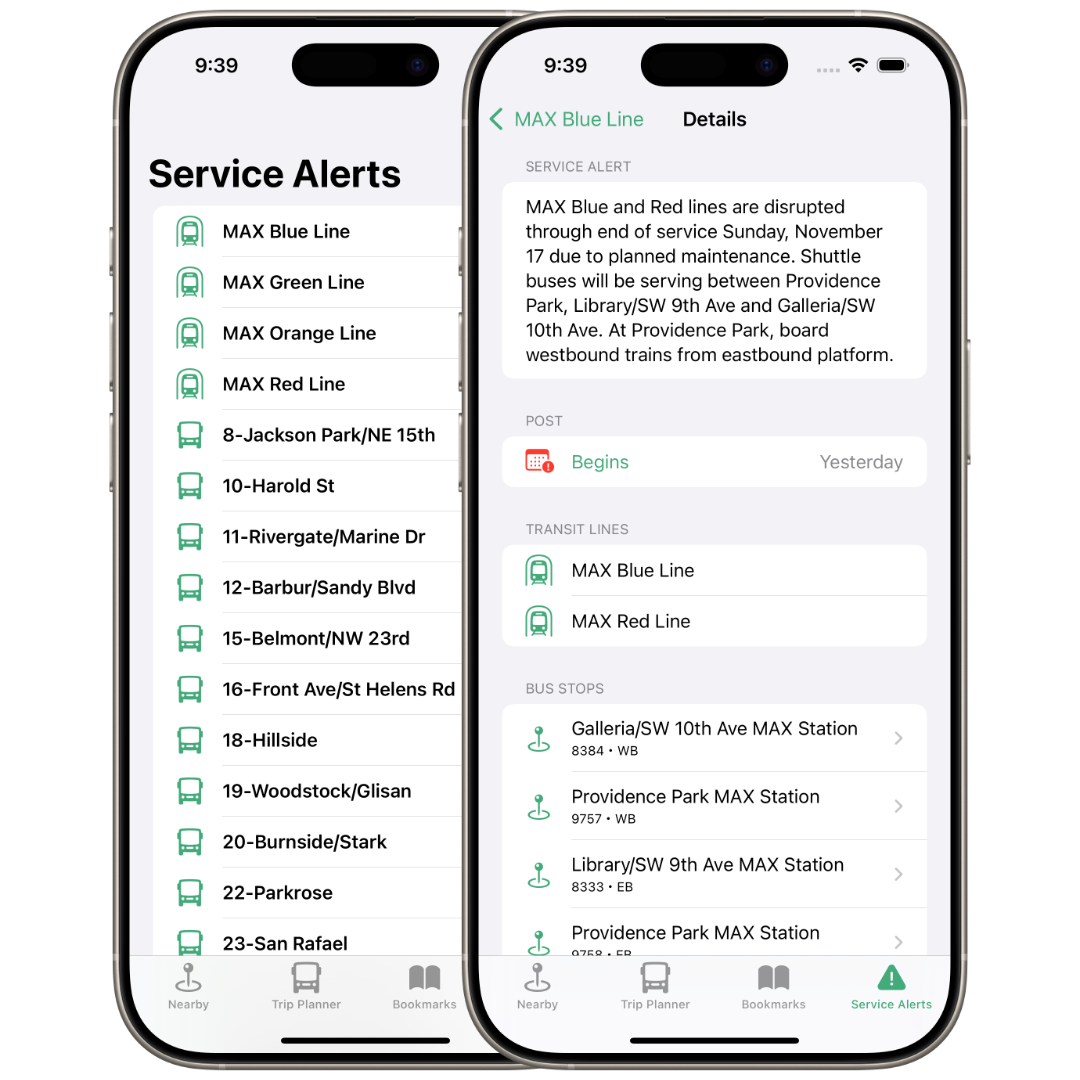 9:39
Service Alerts
MAX Blue Line
MAX Green Line
MAX Orange Line
MAX Red Line
8-Jackson Park/NE 15th
10-Harold St
11-Rivergate/Marine Dr
12-Barbur/Sandy Blvd
15-Belmont/NW 23rd
16-Front Ave/St Helens Rd
18-Hillside
19-Woodstock/Glisan
20-Burnside/Stark
22-Parkrose
23-San Rafael
Nearby
Trip Planner
Bookmarks
9:39
MAX Blue Line
Details
SERVICE ALERT
MAX Blue and Red lines are disrupted
through end of service Sunday, November
17 due to planned maintenance. Shuttle
buses will be serving between Providence
Park, Library/SW 9th Ave and Galleria/SW
10th Ave. At Providence Park, board
westbound trains from eastbound platform.
POST
Begins
Yesterday
TRANSIT LINES
MAX Blue Line
MAX Red Line
BUS STOPS
Galleria/SW 10th Ave MAX Station
8384 • WB
Providence Park MAX Station
9757 • WB
Library/SW 9th Ave MAX Station
8333 • EB
Providence Park MAX Station
9758 • EB
Nearby
Trip Planner
Bookmarks
Service Alerts